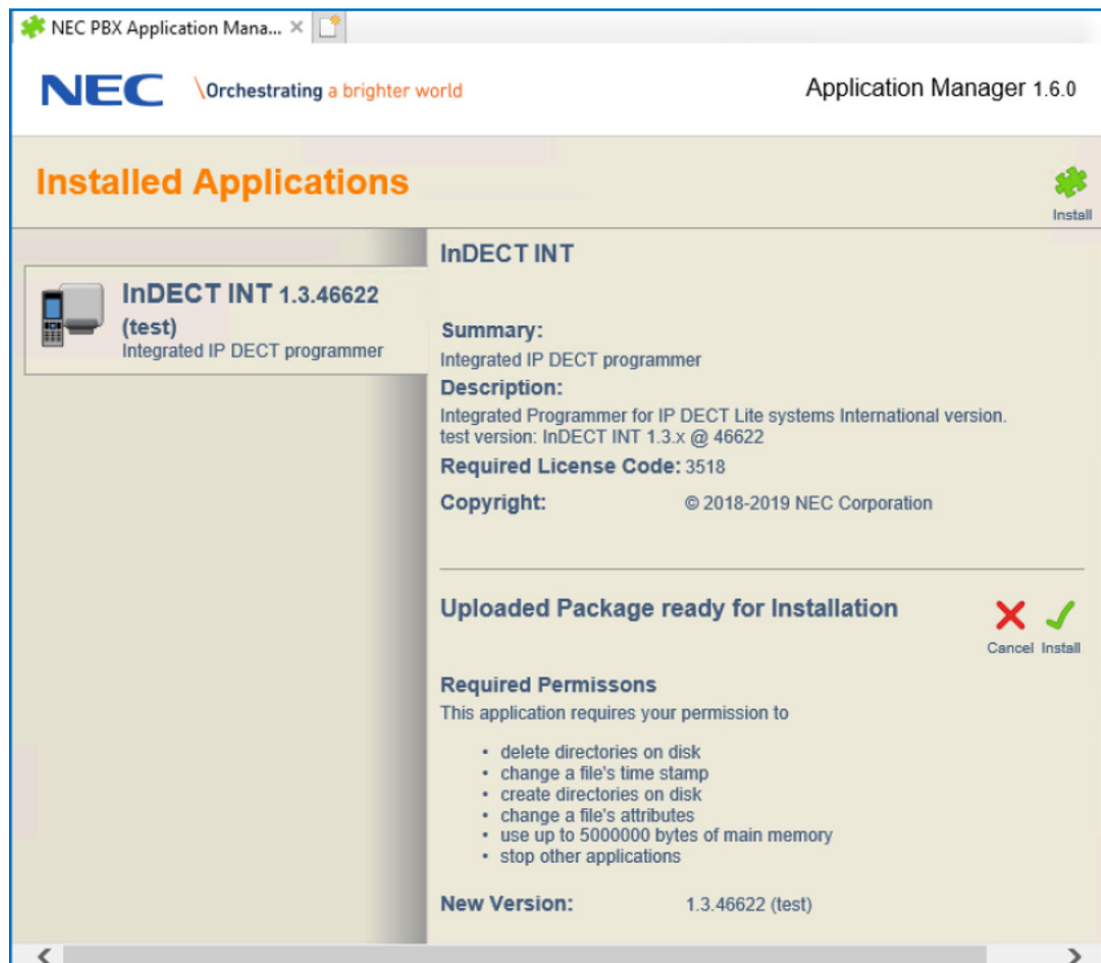 NEC PBX Application Mana...
NEC \Orchestrating a brighter world
Application Manager 1.6.0
Installed Applications
Install
InDECT INT 1.3.46622
(test)
Integrated IP DECT programmer
InDECT INT
Summary:
Integrated IP DECT programmer
Description:
Integrated Programmer for IP DECT Lite systems International version.
test version: InDECT INT 1.3.x @ 46622
Required License Code: 3518
Copyright: © 2018-2019 NEC Corporation
Uploaded Package ready for Installation
Cancel Install
Required Permissons
This application requires your permission to
• delete directories on disk
• change a file's time stamp
• create directories on disk
• change a file's attributes
• use up to 5000000 bytes of main memory
• stop other applications
New Version: 1.3.46622 (test)